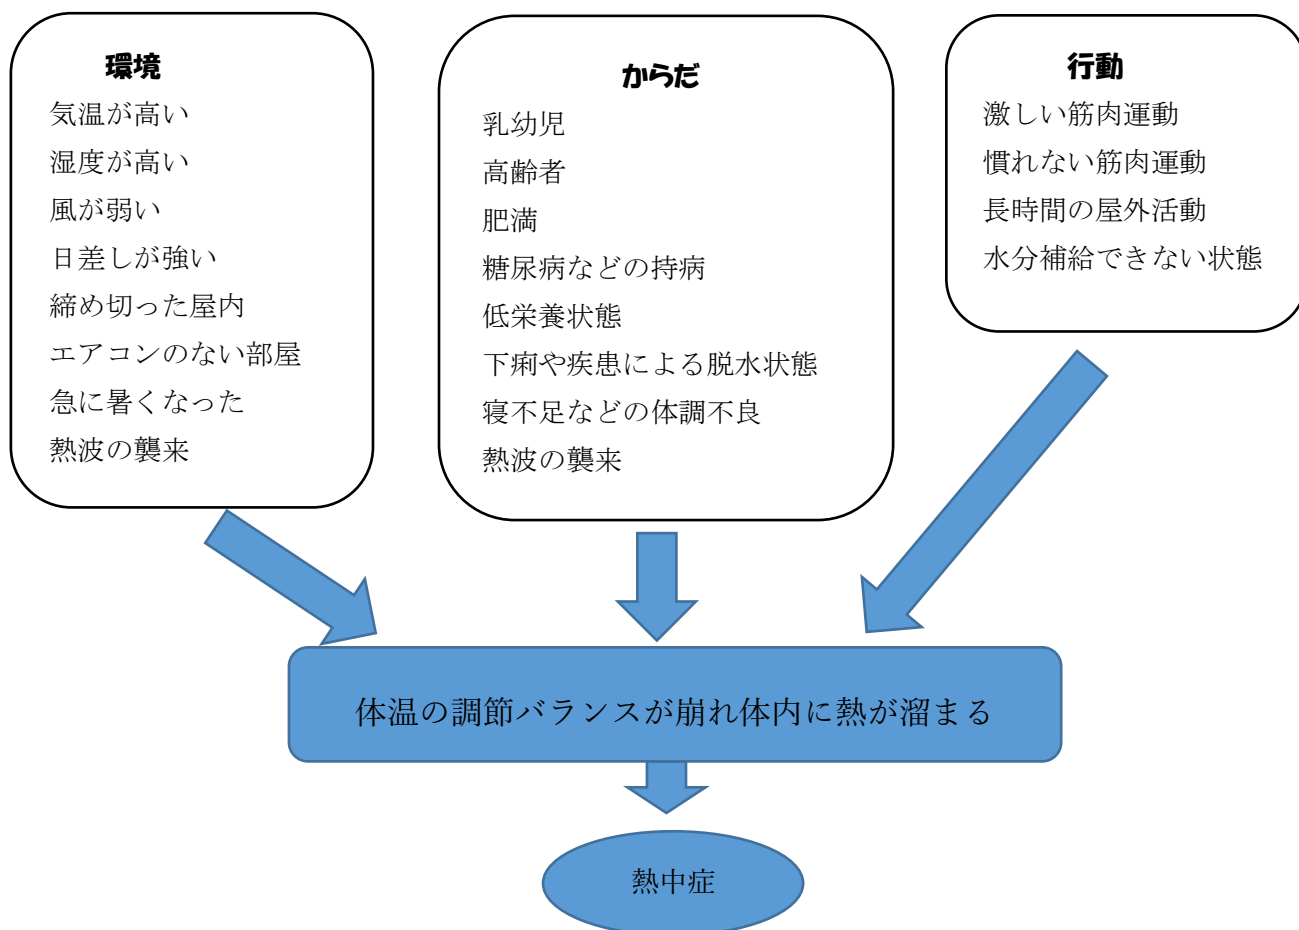 環境
気温が高い
湿度が高い
風が弱い
日差しが強い
締め切った屋内
エアコンのない部屋
急に暑くなった
熱波の襲来
からだ
乳幼児
高齢者
肥満
糖尿病などの持病
低栄養状態
下痢や疾患による脱水状態
寝不足などの体調不良
熱波の襲来
行動
激しい筋肉運動
慣れない筋肉運動
長時間の屋外活動
水分補給できない状態
体温の調節バランスが崩れ体内に熱が溜まる
熱中症